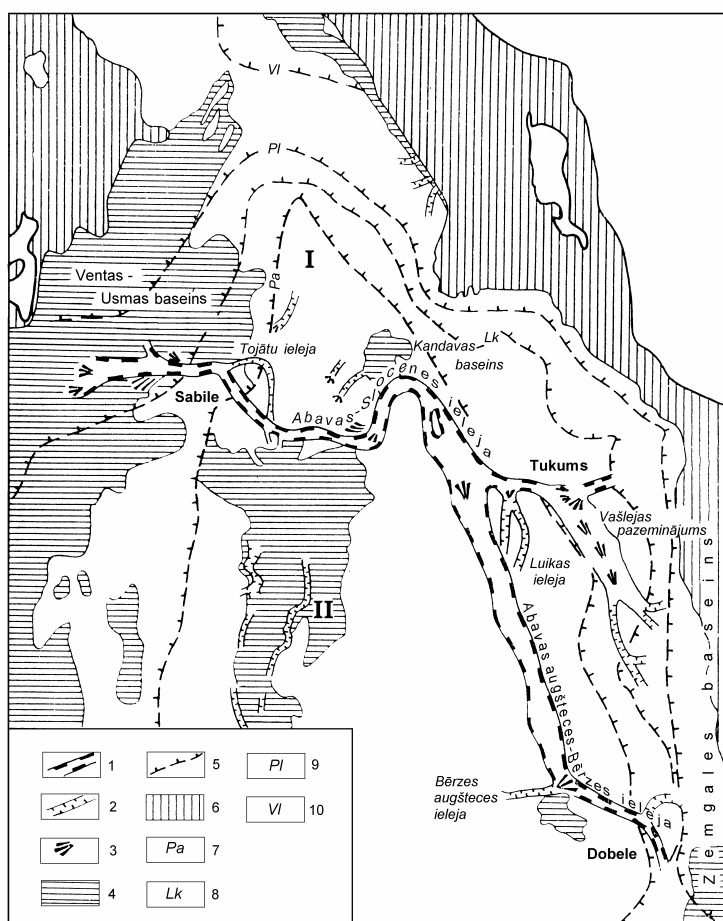 Vl
Pl
I
Pa
Ventas -
Usmas baseins
Lk
Tojātu ieleja
Kandavas
baseins
Sabile
Abavas-Slocenes ieleja
Tukums
Vašlejas
pazeminājums
Luikas
ieleja
II
Abavas augšteces-Bērzes ieleja
Zemgales baseins
Bērzes
augšteces
ieleja
Dobele
1 5 Pl 9
2 6 Vl 10
3 Pa 7
4 Lk 8